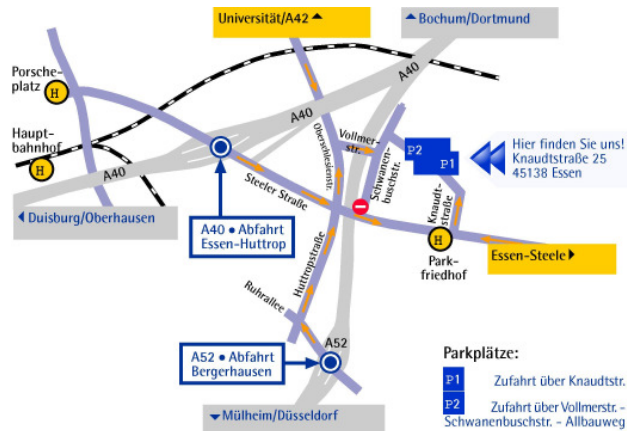 Universität/A42
Bochum/Dortmund
Porsche-
platz
H
A40
A40
Haupt-
bahnhof
H
A40
Oberschlesienstr.
Vollmer-
str.
P2
P1
Hier finden Sie uns!
Knaudtstraße 25
45138 Essen
Schwanen-
buschstr.
Steeler Straße
Knaudt-
straße
Duisburg/Oberhausen
A40 • Abfahrt
Essen-Huttrop
H
Park-
friedhof
Essen-Steele
Huttropstraße
Ruhrallee
A52
A52 • Abfahrt
Bergerhausen
Parkplätze:
P1 Zufahrt über Knaudtstr.
P2 Zufahrt über Vollmerstr. -
Schwanenbuschstr. - Allbauweg
Mülheim/Düsseldorf